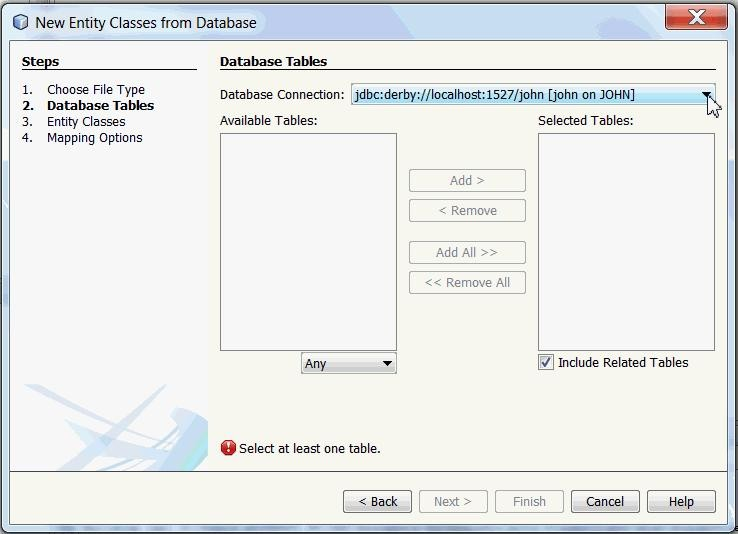 New Entity Classes from Database
Steps
1. Choose File Type
2. Database Tables
3. Entity Classes
4. Mapping Options
Database Tables
Database Connection: jdbc:derby://localhost:1527/john [john on JOHN]
Available Tables:
Selected Tables:
Add >
< Remove
Add All >>
<< Remove All
Any
Include Related Tables
Select at least one table.
< Back
Next >
Finish
Cancel
Help